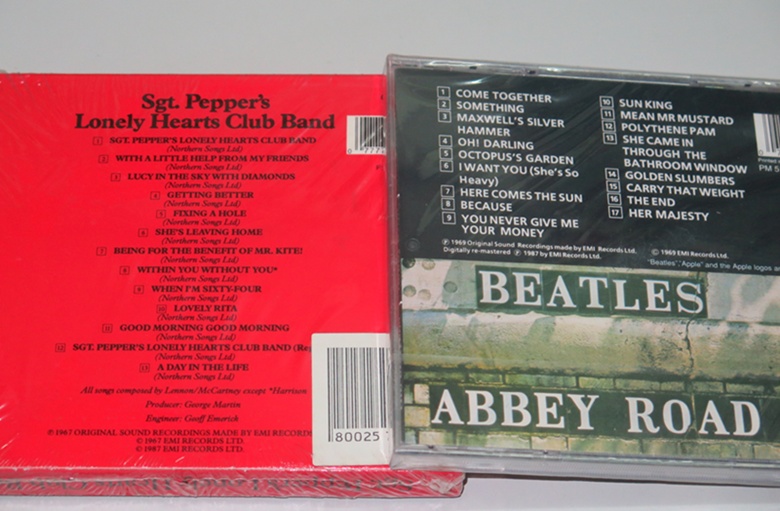 Sgt. Pepper's
Lonely Hearts Club Band
1 SGT. PEPPER'S LONELY HEARTS CLUB BAND
(Northern Songs Ltd)
2 WITH A LITTLE HELP FROM MY FRIENDS
(Northern Songs Ltd)
3 LUCY IN THE SKY WITH DIAMONDS
(Northern Songs Ltd)
4 GETTING BETTER
(Northern Songs Ltd)
5 FIXING A HOLE
(Northern Songs Ltd)
6 SHE'S LEAVING HOME
(Northern Songs Ltd)
7 BEING FOR THE BENEFIT OF MR. KITE!
(Northern Songs Ltd)
8 WITHIN YOU WITHOUT YOU*
(Northern Songs Ltd)
9 WHEN I'M SIXTY-FOUR
(Northern Songs Ltd)
10 LOVELY RITA
(Northern Songs Ltd)
11 GOOD MORNING GOOD MORNING
(Northern Songs Ltd)
12 SGT. PEPPER'S LONELY HEARTS CLUB BAND
(Northern Songs Ltd)
13 A DAY IN THE LIFE
(Northern Songs Ltd)
All songs composed by Lennon/McCartney except *Harrison
Producer: George Martin
Engineer: Geoff Emerick
℗ 1967 ORIGINAL SOUND RECORDINGS MADE BY EMI
© 1967 EMI RECORDS LTD.
© 1987 EMI RECORDS LTD.
80025
1 COME TOGETHER
2 SOMETHING
3 MAXWELL'S SILVER
HAMMER
4 OH! DARLING
5 OCTOPUS'S GARDEN
6 I WANT YOU (She's So
Heavy)
7 HERE COMES THE SUN
8 BECAUSE
9 YOU NEVER GIVE ME
YOUR MONEY
10 SUN KING
11 MEAN MR MUSTARD
12 POLYTHENE PAM
13 SHE CAME IN
THROUGH THE
BATHROOM WINDOW
14 GOLDEN SLUMBERS
15 CARRY THAT WEIGHT
16 THE END
17 HER MAJESTY
Printed
PM 5
℗ 1969 Original Sound Recordings made by EMI Records Ltd.
Digitally re-mastered ℗ 1987 by EMI Records Ltd.
© 1969 EMI Records Ltd.
"Beatles", "Apple" and the Apple logos
BEATLES
ABBEY ROAD